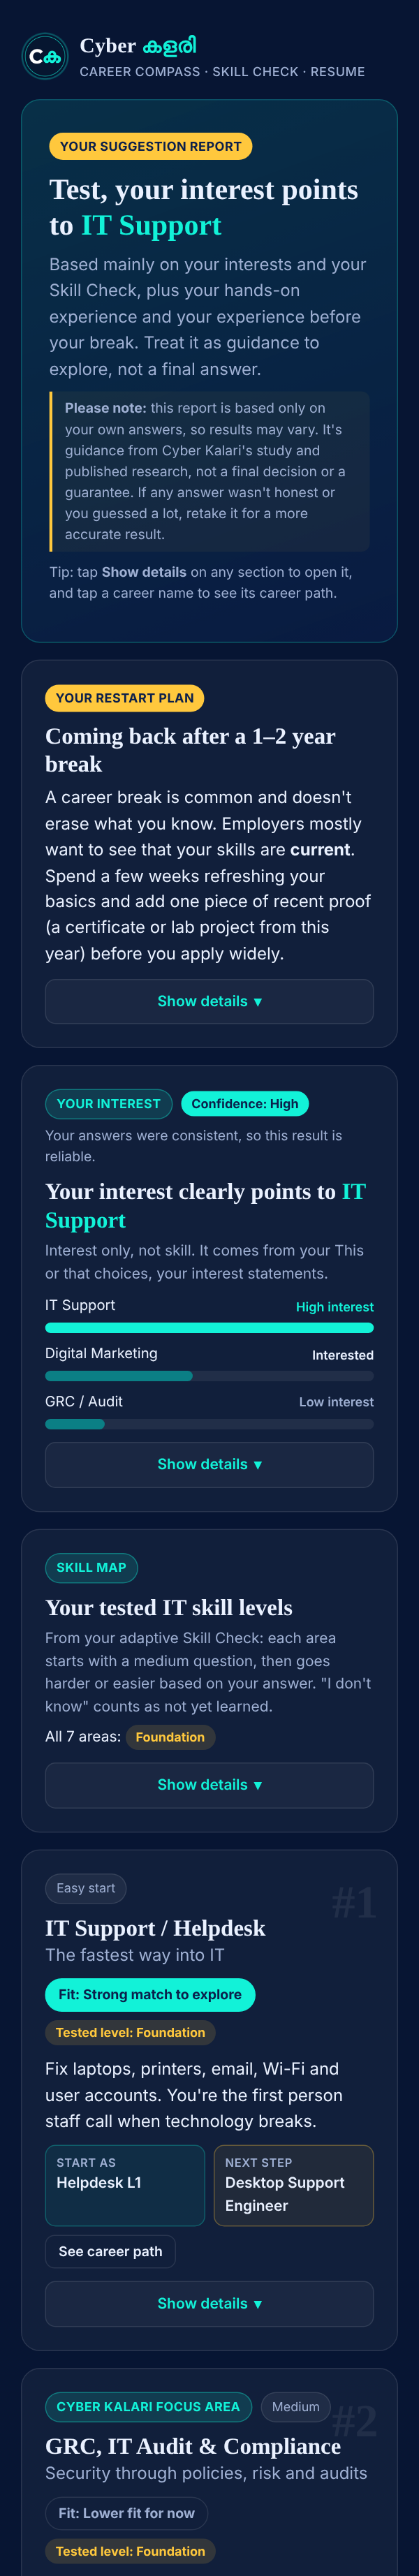 Cക Cyber കളരി
CAREER COMPASS · SKILL CHECK · RESUME
YOUR SUGGESTION REPORT
Test, your interest points
to IT Support
Based mainly on your interests and your
Skill Check, plus your hands-on
experience and your experience before
your break. Treat it as guidance to
explore, not a final answer.
Please note: this report is based only on
your own answers, so results may vary. It's
guidance from Cyber Kalari's study and
published research, not a final decision or a
guarantee. If any answer wasn't honest or
you guessed a lot, retake it for a more
accurate result.
Tip: tap Show details on any section to open it,
and tap a career name to see its career path.
YOUR RESTART PLAN
Coming back after a 1–2 year
break
A career break is common and doesn't
erase what you know. Employers mostly
want to see that your skills are current.
Spend a few weeks refreshing your
basics and add one piece of recent proof
(a certificate or lab project from this
year) before you apply widely.
Show details ▼
YOUR INTEREST Confidence: High
Your answers were consistent, so this result is
reliable.
Your interest clearly points to IT
Support
Interest only, not skill. It comes from your This
or that choices, your interest statements.
IT Support High interest
Digital Marketing Interested
GRC / Audit Low interest
Show details ▼
SKILL MAP
Your tested IT skill levels
From your adaptive Skill Check: each area
starts with a medium question, then goes
harder or easier based on your answer. "I don't
know" counts as not yet learned.
All 7 areas: Foundation
Show details ▼
Easy start #1
IT Support / Helpdesk
The fastest way into IT
Fit: Strong match to explore
Tested level: Foundation
Fix laptops, printers, email, Wi-Fi and
user accounts. You're the first person
staff call when technology breaks.
START AS
Helpdesk L1
NEXT STEP
Desktop Support
Engineer
See career path
Show details ▼
CYBER KALARI FOCUS AREA Medium #2
GRC, IT Audit & Compliance
Security through policies, risk and audits
Fit: Lower fit for now
Tested level: Foundation